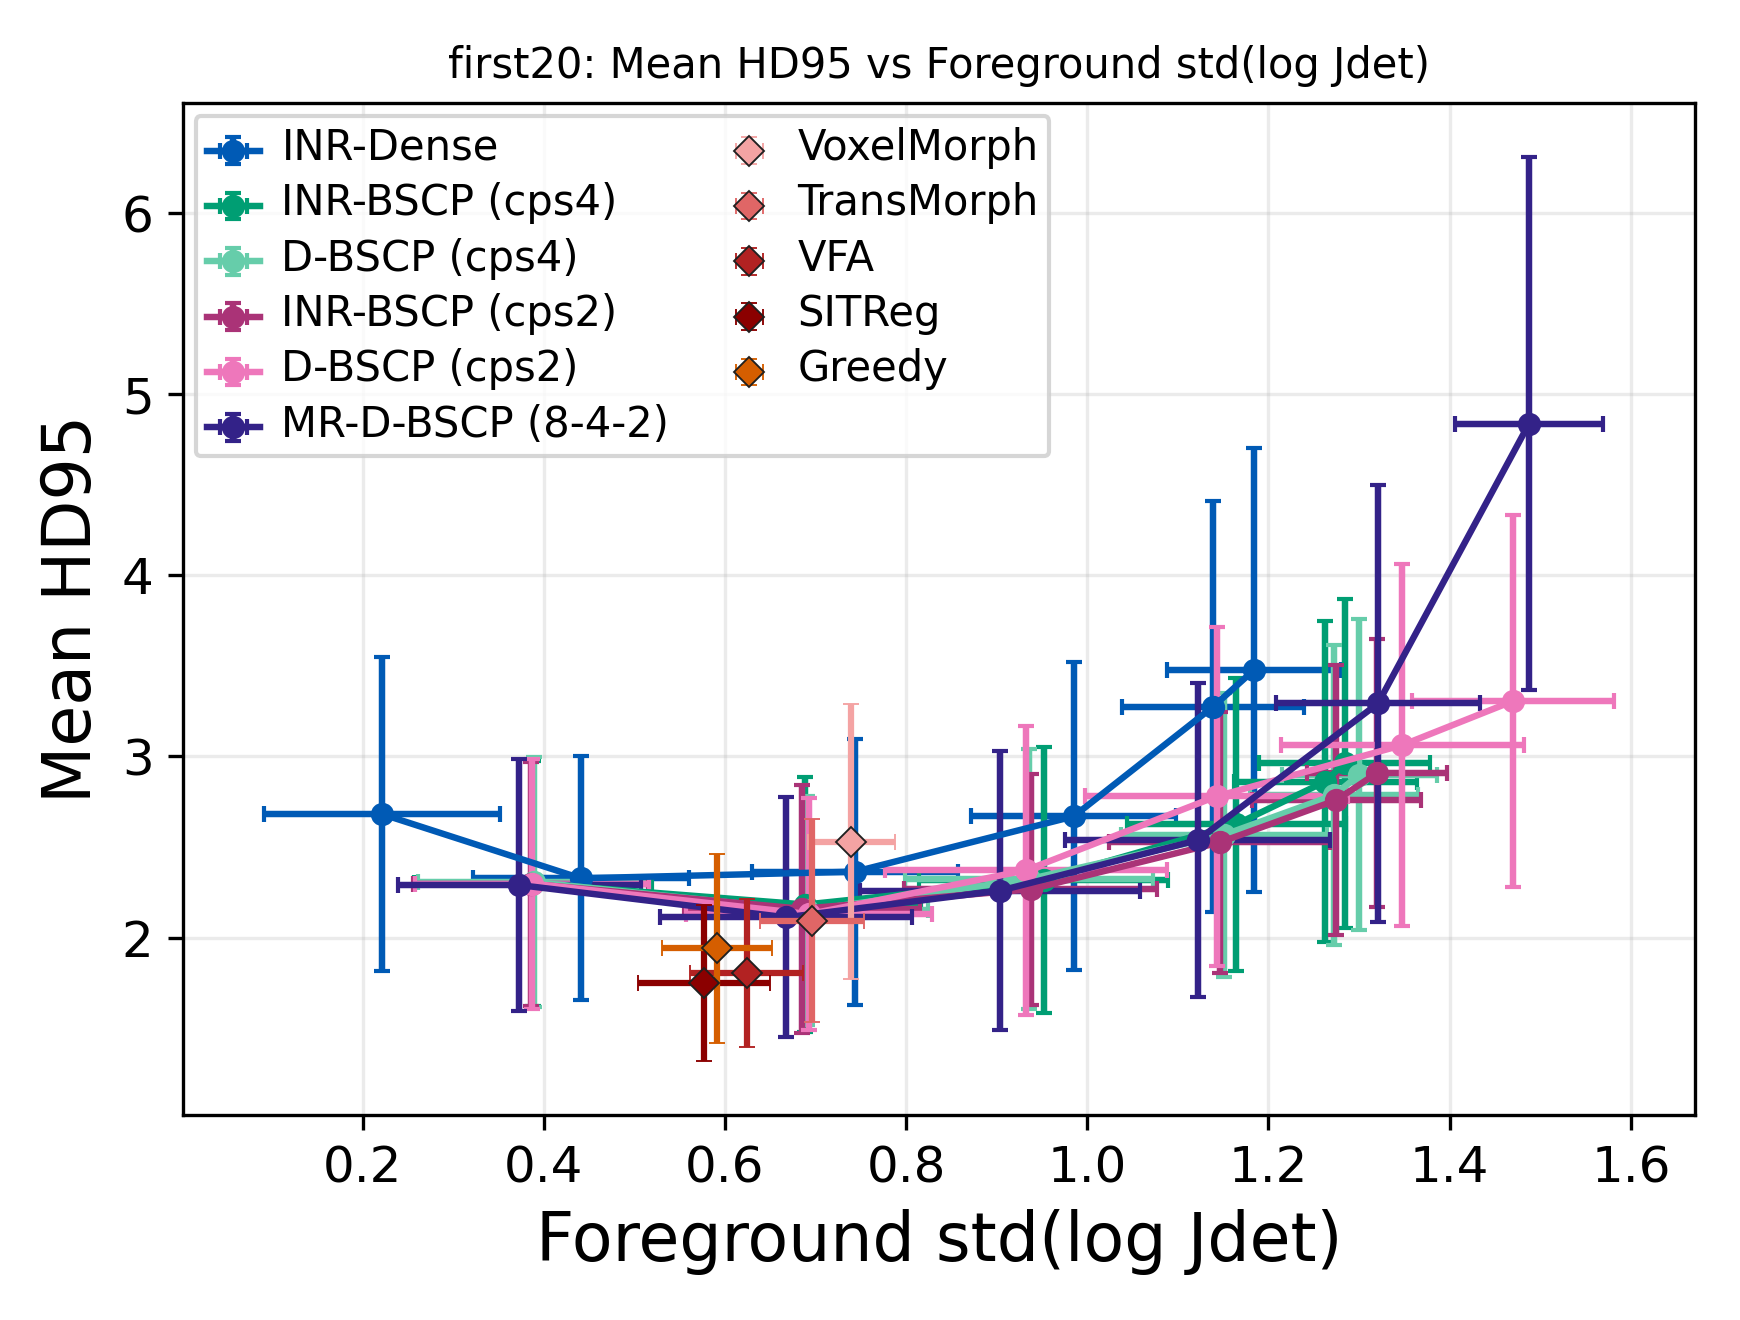 first20: Mean HD95 vs Foreground std(log Jdet)
INR-Dense
INR-BSCP (cps4)
D-BSCP (cps4)
INR-BSCP (cps2)
D-BSCP (cps2)
MR-D-BSCP (8-4-2)
VoxelMorph
TransMorph
VFA
SITReg
Greedy
Mean HD95
6
5
4
3
2
0.2 0.4 0.6 0.8 1.0 1.2 1.4 1.6
Foreground std(log Jdet)